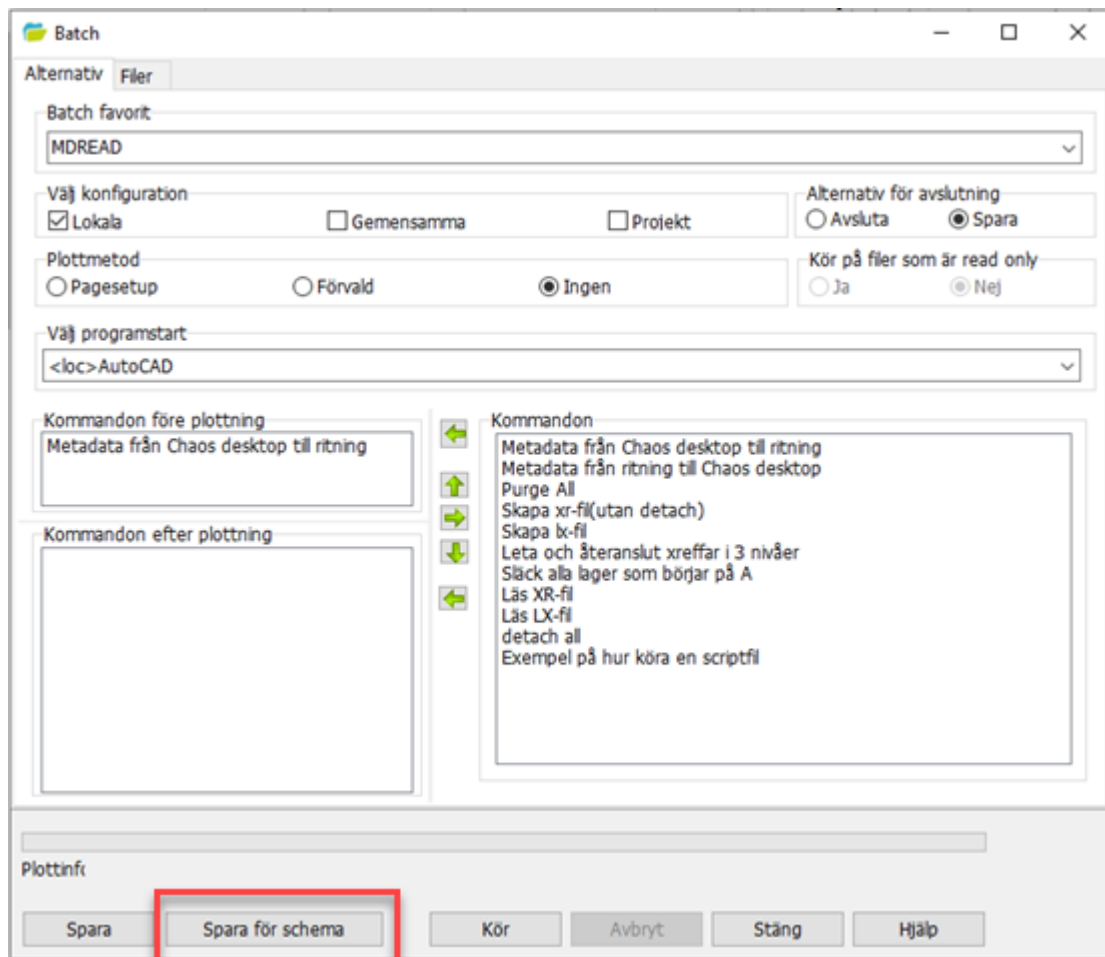 Batch
Alternativ Filer
Batch favorit
MDREAD
Välj konfiguration
Lokala Gemensamma Projekt
Alternativ för avslutning
Avsluta Spara
Plottmetod
Pagesetup Förvald Ingen
Kör på filer som är read only
Ja Nej
Välj programstart
<loc>AutoCAD
Kommandon före plottning
Metadata från Chaos desktop till ritning
Kommandon efter plottning
Kommandon
Metadata från Chaos desktop till ritning
Metadata från ritning till Chaos desktop
Purge All
Skapa xr-fil(utan detach)
Skapa lx-fil
Leta och återanslut xreffar i 3 nivåer
Släck alla lager som börjar på A
Läs XR-fil
Läs LX-fil
detach all
Exempel på hur köra en scriptfil
Plottinf
Spara Spara för schema Kör Avbryt Stäng Hjälp